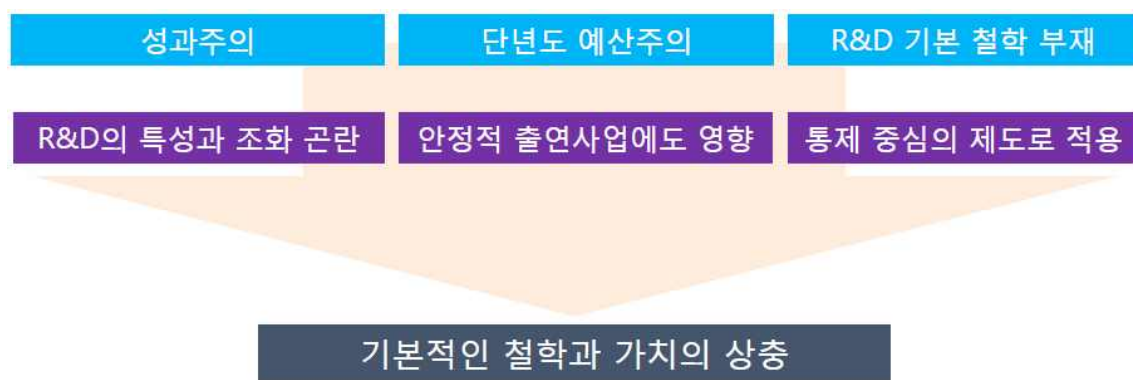 성과주의
단년도 예산주의
R&D 기본 철학 부재
R&D의 특성과 조화 곤란
안정적 출연사업에도 영향
통제 중심의 제도로 적용
기본적인 철학과 가치의 상충